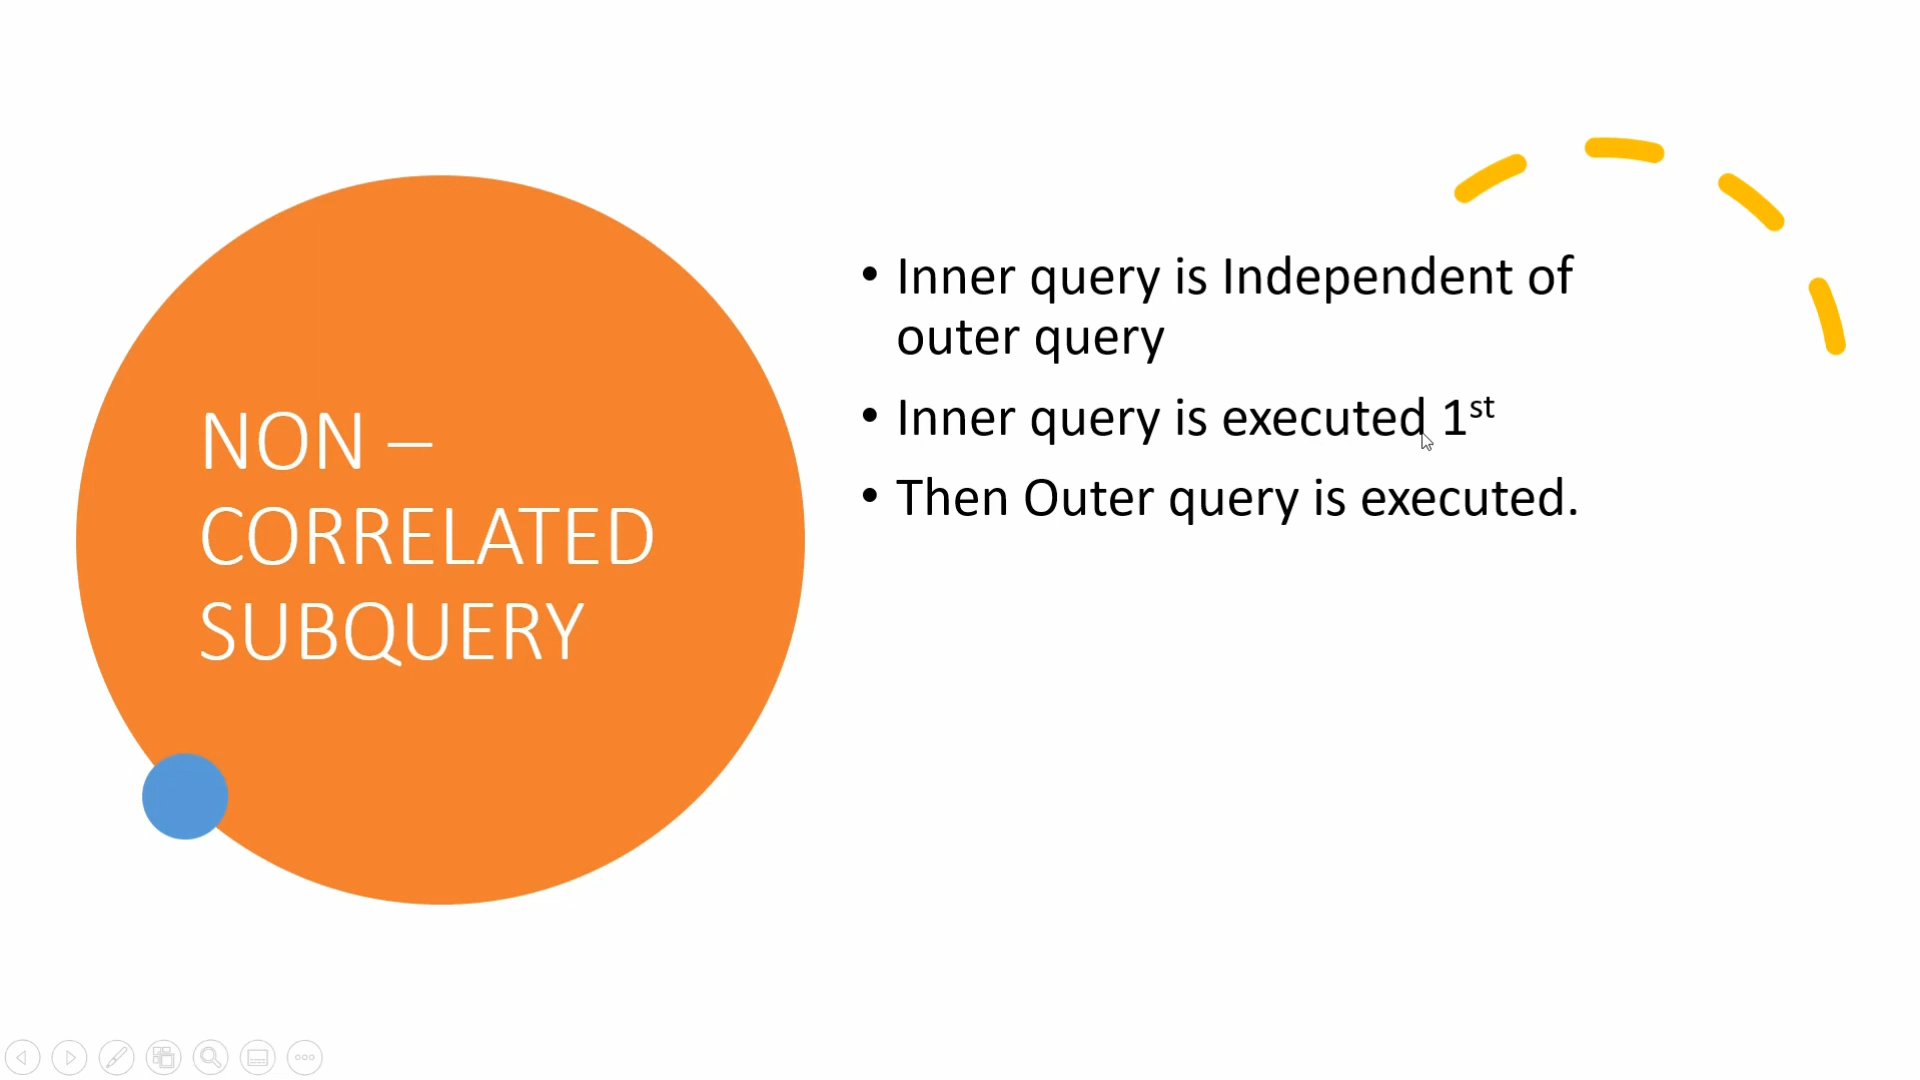 NON –
CORRELATED
SUBQUERY
• Inner query is Independent of
outer query
• Inner query is executed 1st
• Then Outer query is executed.